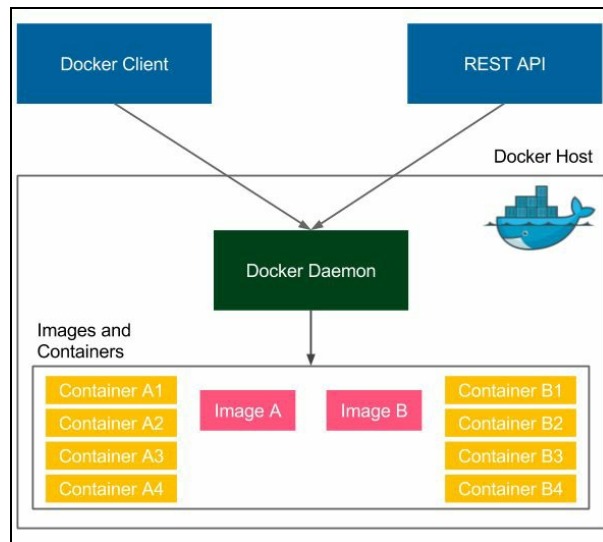 Docker Client
REST API
Docker Host
Docker Daemon
Images and
Containers
Container A1
Container A2
Container A3
Container A4
Image A
Image B
Container B1
Container B2
Container B3
Container B4